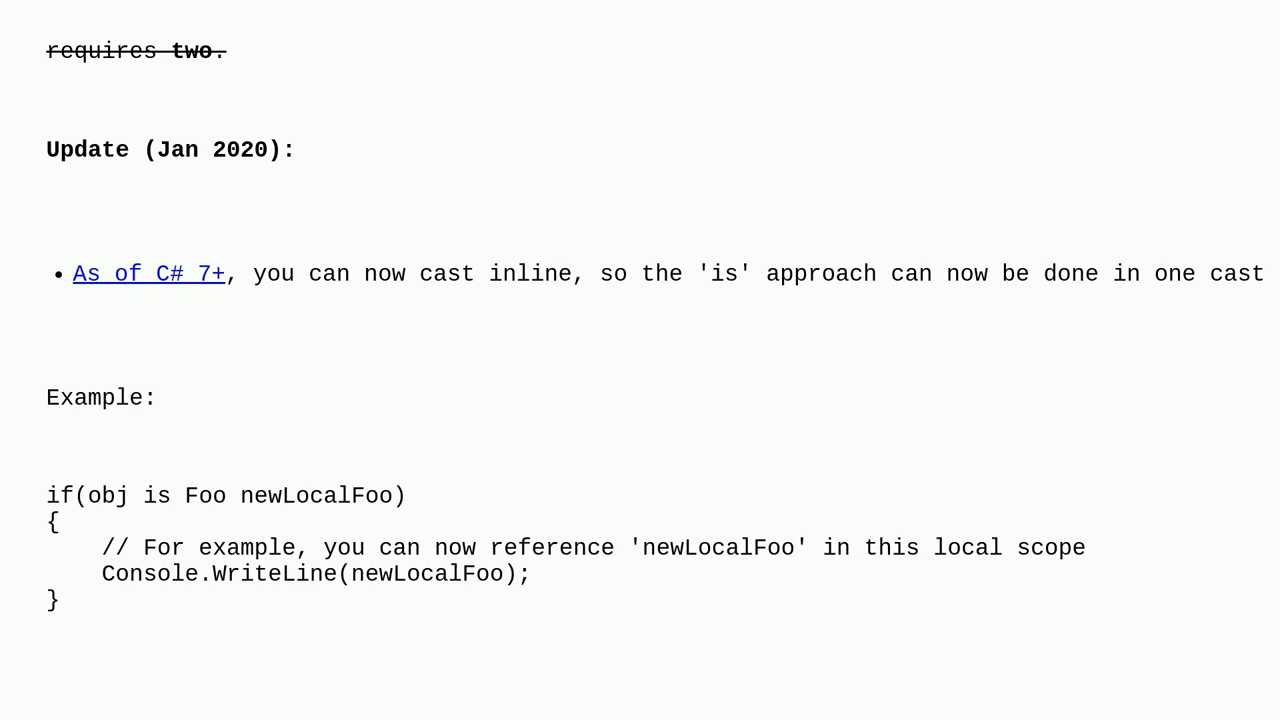 requires two.
Update (Jan 2020):
• As of C# 7+, you can now cast inline, so the 'is' approach can now be done in one cast
Example:
if(obj is Foo newLocalFoo)
{
    // For example, you can now reference 'newLocalFoo' in this local scope
    Console.WriteLine(newLocalFoo);
}